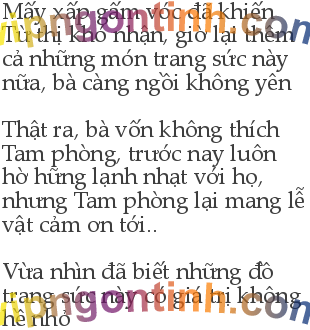 Mấy xấp gấm vóc đã khiến
Từ thị khó nhận, giờ lại thêm
cả những món trang sức này
nữa, bà càng ngồi không yên
Thật ra, bà vốn không thích
Tam phòng, trước nay luôn
hờ hững lạnh nhạt với họ,
nhưng Tam phòng lại mang lễ
vật cảm ơn tới..
Vừa nhìn đã biết những đồ
trang sức này có giá trị không
hề nhỏ